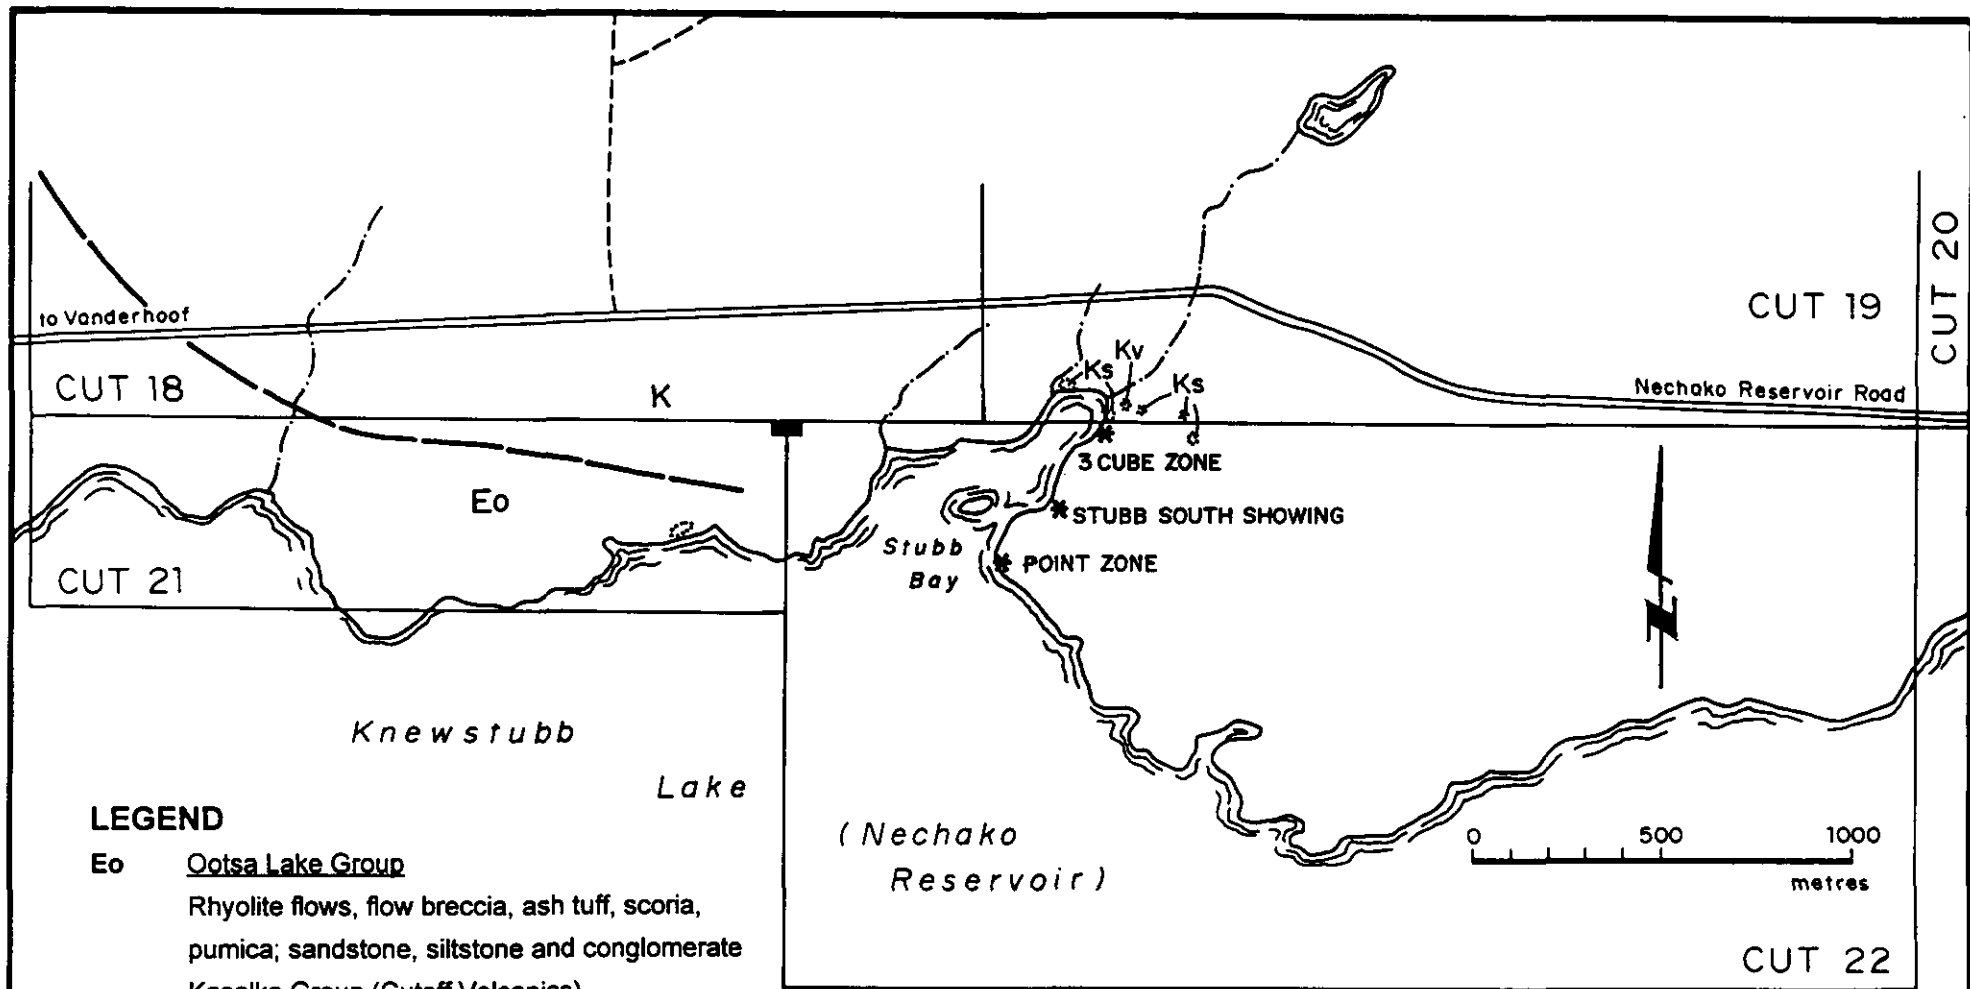 to Vanderhoof
CUT 18
K
Kv
Ks
Ks
CUT 19
CUT 20
Nechako Reservoir Road
3 CUBE ZONE
Eo
STUBB SOUTH SHOWING
Stubb
Bay
POINT ZONE
CUT 21
Knewstubb
Lake
(Nechako
Reservoir)
0 500 1000
metres
CUT 22
LEGEND
Eo Ootsa Lake Group
Rhyolite flows, flow breccia, ash tuff, scoria,
pumica; sandstone, siltstone and conglomerate